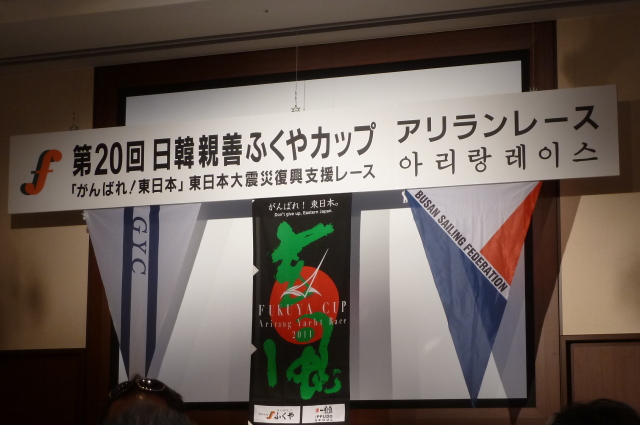 第20回 日韓親善ふくやカップ アリランレース
「がんばれ!東日本」東日本大震災復興支援レース 아리랑레이스
GYC
がんばれ! 東日本。
Don't give up, Eastern Japan.
FUKUYA CUP
Arirang Yacht Race
2011
ふくや
IPPUDO
BUSAN SAILING FEDERATION